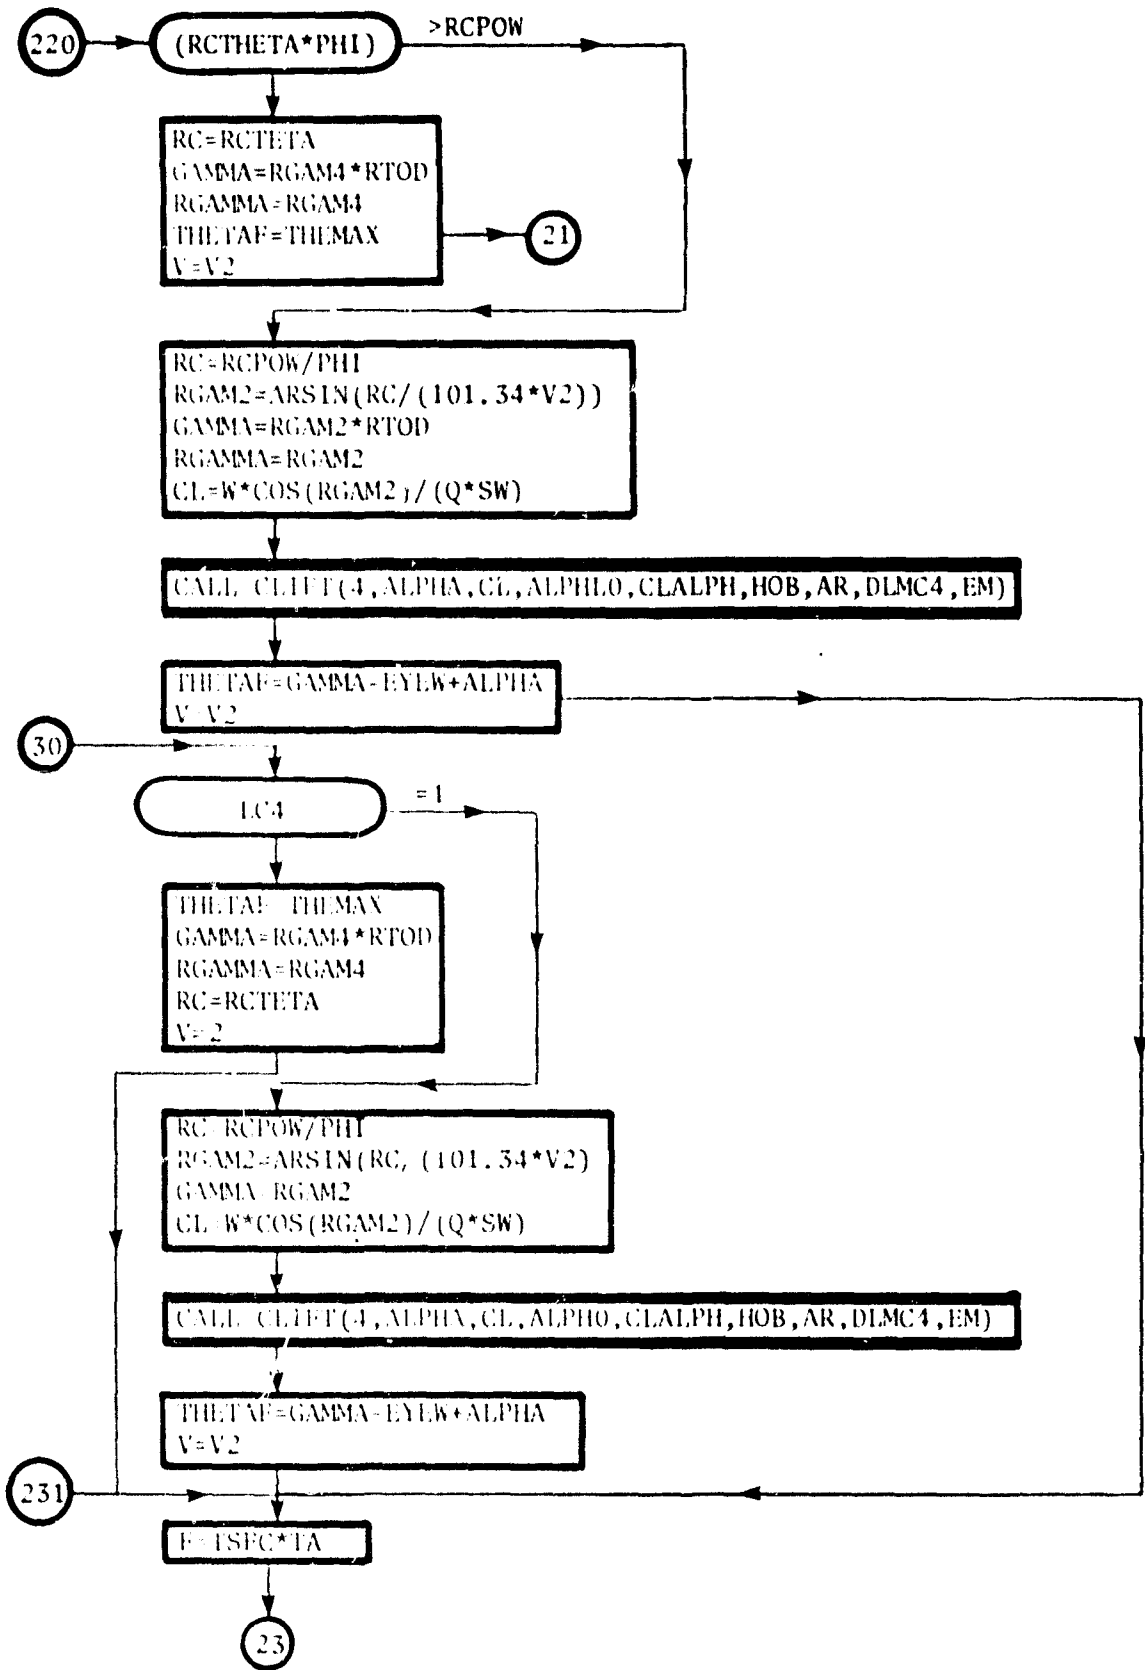 220
(RCTHETA*PHI)
>RCPOW
RC=RCTETA
GAMMA=RGAM4*RTOD
RGAMMA=RGAM4
THETAF=THEMAX
V=V2
21
RC=RCPOW/PHI
RGAM2=ARSIN(RC/(101.34*V2))
GAMMA=RGAM2*RTOD
RGAMMA=RGAM2
CL=W*COS(RGAM2)/(Q*SW)
CALL CLIFT(4,ALPHA,CL,ALPHL0,CLALPH,HOB,AR,DLMC4,EM)
THETAF=GAMMA-EYEW+ALPHA
V=V2
30
LC4
=1
THETAF THEMAX
GAMMA=RGAM4*RTOD
RGAMMA=RGAM4
RC=RCTETA
V= 2
RC RCPOW/PHI
RGAM2=ARSIN(RC/(101.34*V2)
GAMMA RGAM2
CL W*COS(RGAM2)/(Q*SW)
CALL CLIFT(4,ALPHA,CL,ALPH0,CLALPH,HOB,AR,DLMC4,EM)
THETAF=GAMMA-EYEW+ALPHA
V=V2
231
F=TSFC*TA
23